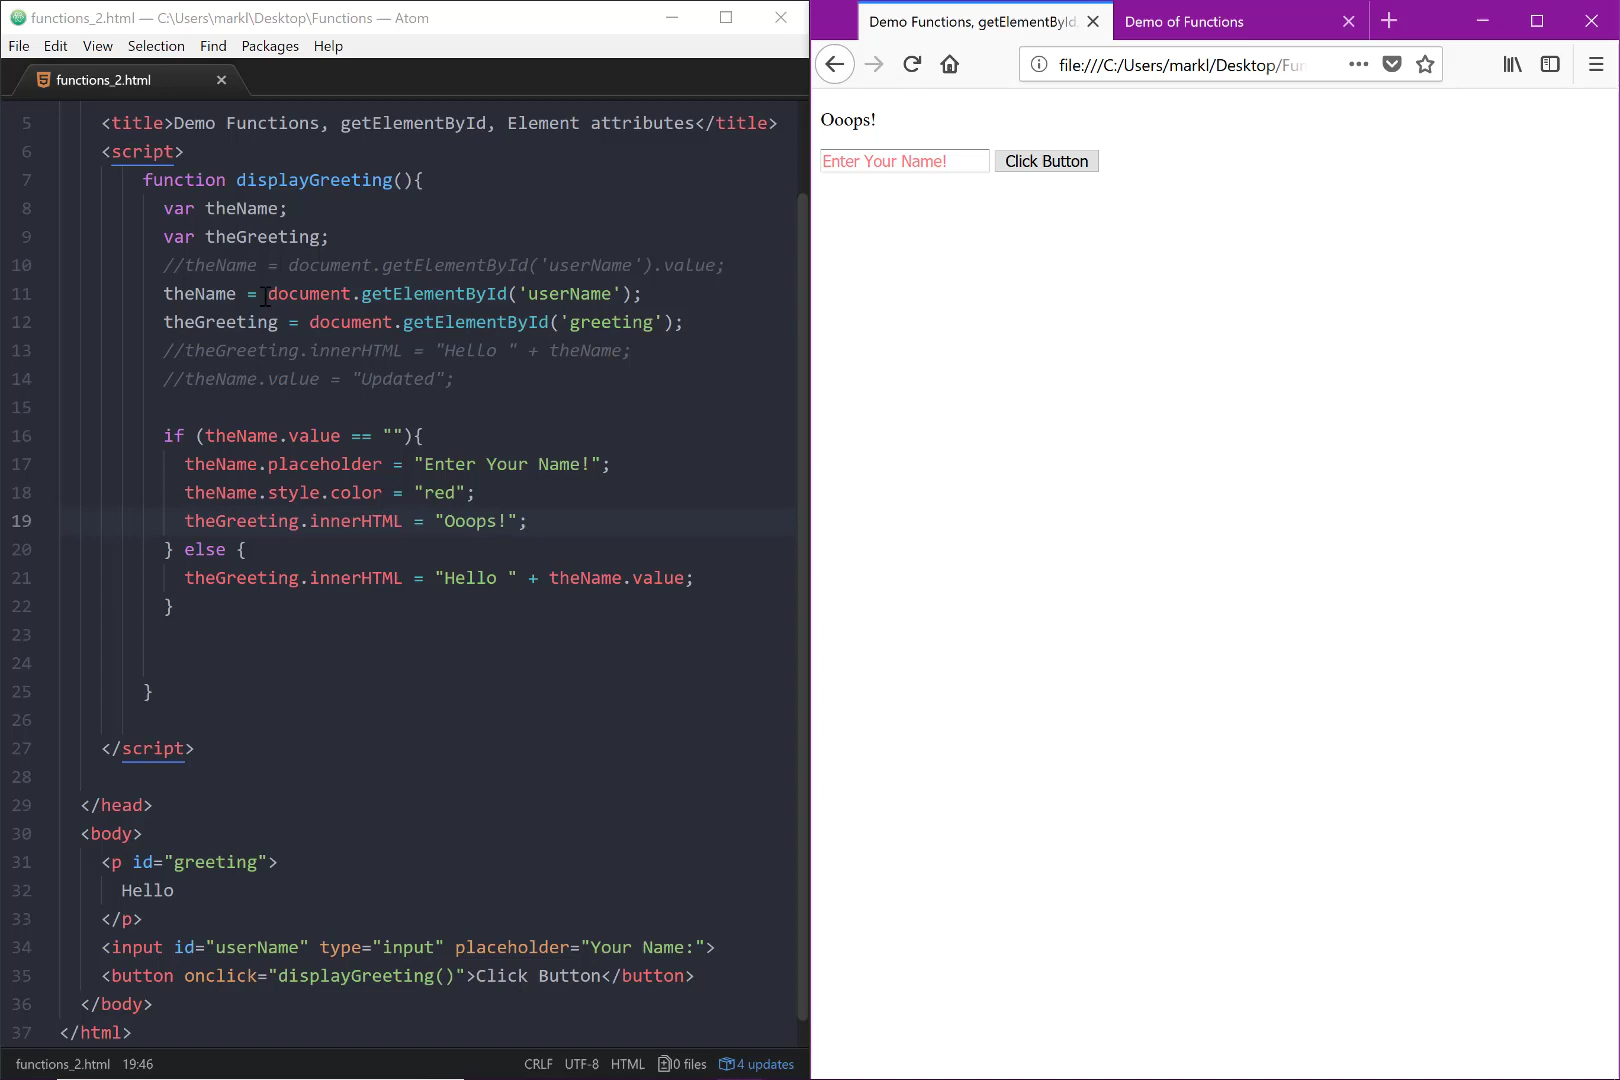 functions_2.html — C:\Users\markl\Desktop\Functions — Atom
File Edit View Selection Find Packages Help
functions_2.html
5 <title>Demo Functions, getElementById, Element attributes</title>
6 <script>
7 function displayGreeting(){
8 var theName;
9 var theGreeting;
10 //theName = document.getElementById('userName').value;
11 theName = document.getElementById('userName');
12 theGreeting = document.getElementById('greeting');
13 //theGreeting.innerHTML = "Hello " + theName;
14 //theName.value = "Updated";
15
16 if (theName.value == ""){
17 theName.placeholder = "Enter Your Name!";
18 theName.style.color = "red";
19 theGreeting.innerHTML = "Ooops!";
20 } else {
21 theGreeting.innerHTML = "Hello " + theName.value;
22 }
23
24
25 }
26
27 </script>
28
29 </head>
30 <body>
31 <p id="greeting">
32 Hello
33 </p>
34 <input id="userName" type="input" placeholder="Your Name:">
35 <button onclick="displayGreeting()">Click Button</button>
36 </body>
37 </html>
functions_2.html 19:46 CRLF UTF-8 HTML 0 files 4 updates
Demo Functions, getElementById, Demo of Functions
file:///C:/Users/markl/Desktop/Fun
Ooops!
Enter Your Name! Click Button